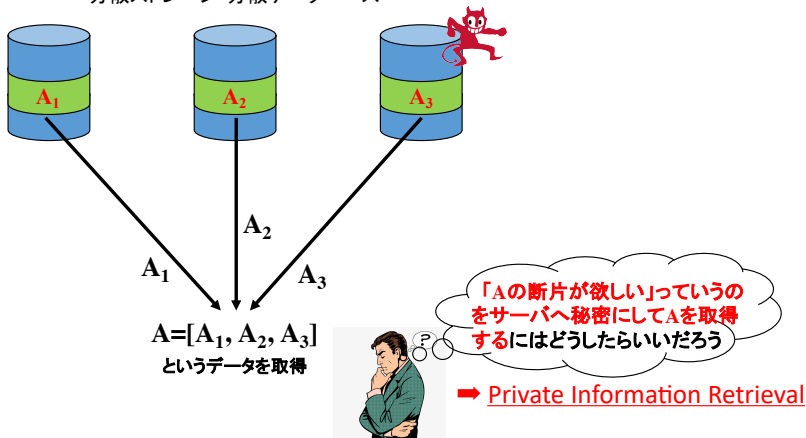 A₁ A₂ A₃
A₂
A₁ A₃
A=[A₁, A₂, A₃]
というデータを取得
?
「Aの断片が欲しい」っていうの
をサーバへ秘密にしてAを取得
するにはどうしたらいいだろう
➡ Private Information Retrieval